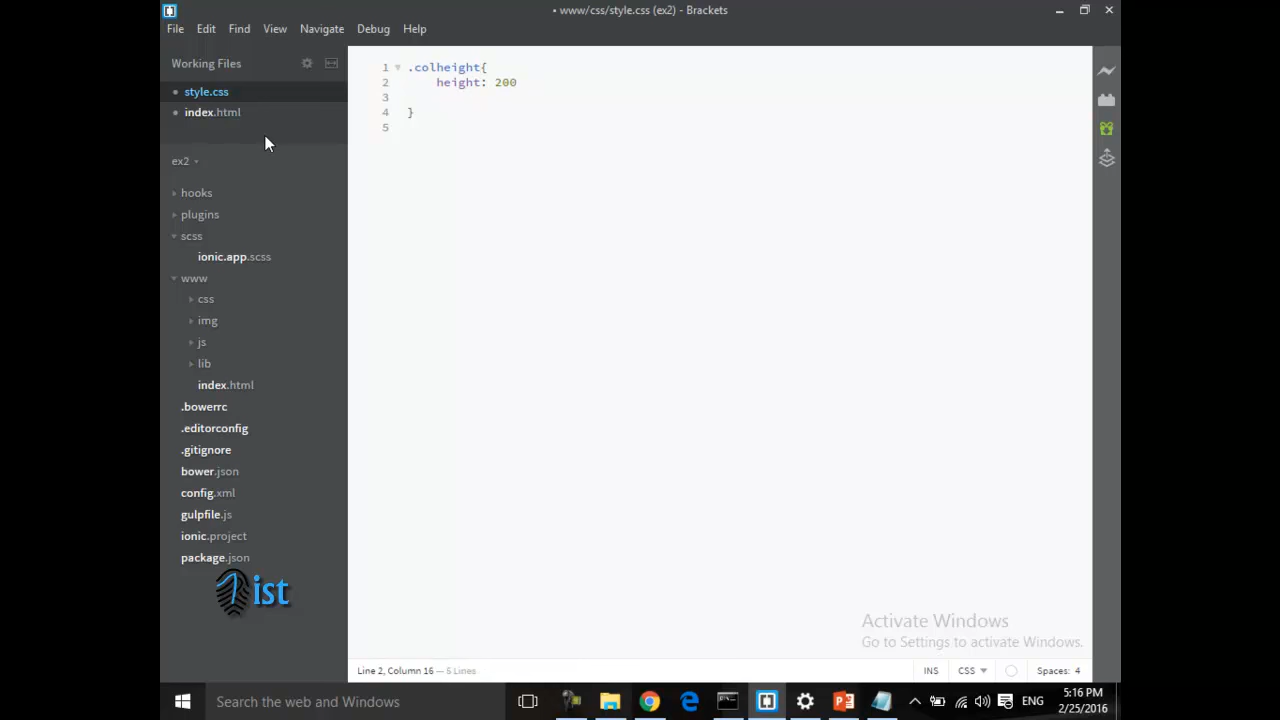 • www/css/style.css (ex2) - Brackets
File Edit Find View Navigate Debug Help
Working Files
style.css
index.html
ex2
hooks
plugins
scss
ionic.app.scss
www
css
img
js
lib
index.html
.bowerrc
.editorconfig
.gitignore
bower.json
config.xml
gulpfile.js
ionic.project
package.json
ist
1 .colheight{
2 height: 200
3
4 }
5
Activate Windows
Go to Settings to activate Windows.
Line 2, Column 16 — 5 Lines
INS CSS Spaces: 4
Search the web and Windows
ENG
5:16 PM
2/25/2016